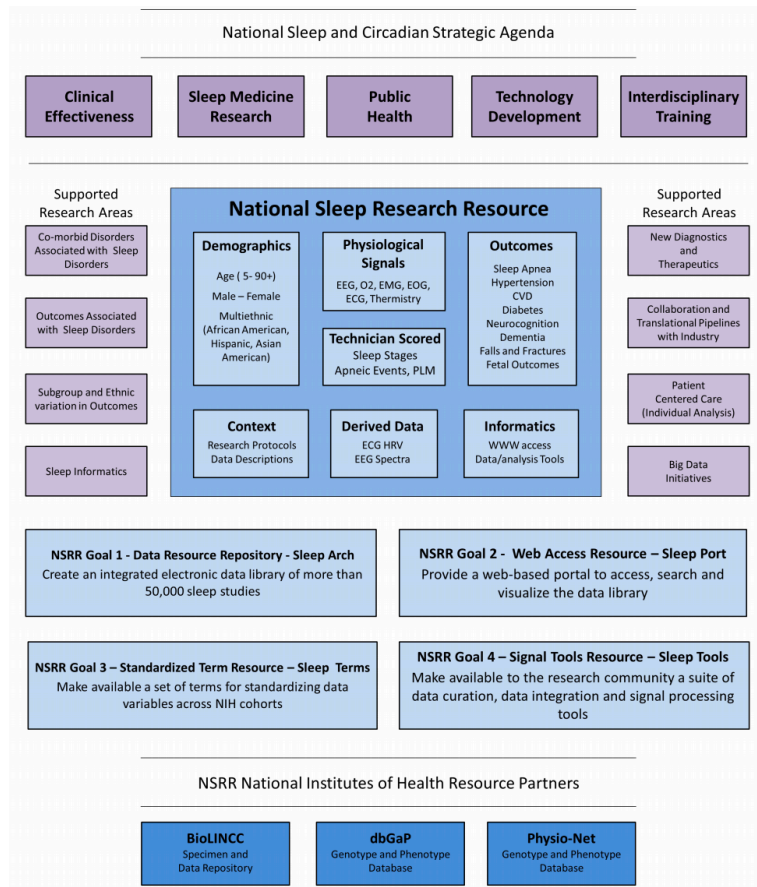 National Sleep and Circadian Strategic Agenda
Clinical
Effectiveness
Sleep Medicine
Research
Public
Health
Technology
Development
Interdisciplinary
Training
Supported
Research Areas
Co-morbid Disorders
Associated with Sleep
Disorders
Outcomes Associated
with Sleep Disorders
Subgroup and Ethnic
variation in Outcomes
Sleep Informatics
National Sleep Research Resource
Demographics
Age ( 5- 90+)
Male – Female
Multiethnic
(African American,
Hispanic, Asian
American)
Physiological
Signals
EEG, O2, EMG, EOG,
ECG, Thermistry
Technician Scored
Sleep Stages
Apneic Events, PLM
Outcomes
Sleep Apnea
Hypertension
CVD
Diabetes
Neurocognition
Dementia
Falls and Fractures
Fetal Outcomes
Context
Research Protocols
Data Descriptions
Derived Data
ECG HRV
EEG Spectra
Informatics
WWW access
Data/analysis Tools
Supported
Research Areas
New Diagnostics
and
Therapeutics
Collaboration and
Translational Pipelines
with Industry
Patient
Centered Care
(Individual Analysis)
Big Data
Initiatives
NSRR Goal 1 - Data Resource Repository - Sleep Arch
Create an integrated electronic data library of more than
50,000 sleep studies
NSRR Goal 2 - Web Access Resource – Sleep Port
Provide a web-based portal to access, search and
visualize the data library
NSRR Goal 3 – Standardized Term Resource – Sleep Terms
Make available a set of terms for standardizing data
variables across NIH cohorts
NSRR Goal 4 – Signal Tools Resource – Sleep Tools
Make available to the research community a suite of
data curation, data integration and signal processing
tools
NSRR National Institutes of Health Resource Partners
BioLINCC
Specimen and
Data Repository
dbGaP
Genotype and Phenotype
Database
Physio-Net
Genotype and Phenotype
Database